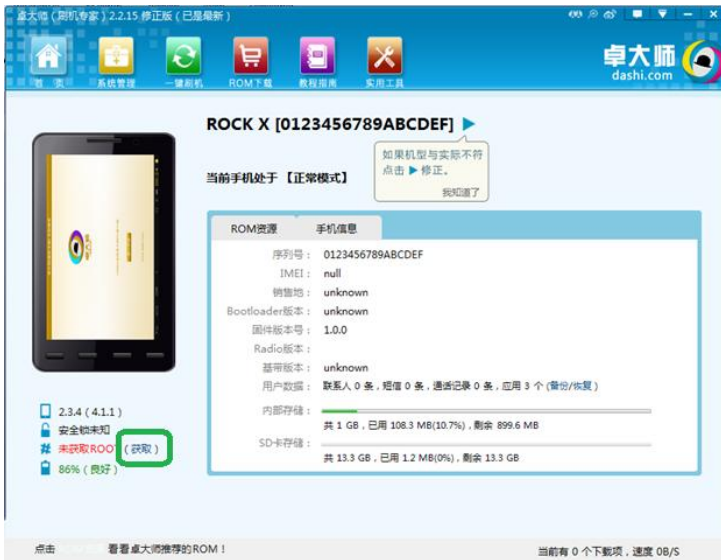 卓大师(刷机专家)2.2.15 修正版(已是最新)
首 页
系统管理
一键刷机
ROM下载
教程指南
实用工具
卓大师
dashi.com
ROCK X [0123456789ABCDEF]
如果机型与实际不符
点击▶修正。
我知道了
当前手机处于 【正常模式】
ROM资源
手机信息
序列号: 0123456789ABCDEF
IMEI: null
销售地: unknown
Bootloader版本: unknown
固件版本号: 1.0.0
Radio版本:
基带版本: unknown
用户数据: 联系人 0 条,短信 0 条,通话记录 0 条,应用 3 个(备份/恢复)
内部存储:
共 1 GB,已用 108.3 MB(10.7%),剩余 899.6 MB
SD卡存储:
共 13.3 GB,已用 1.2 MB(0%),剩余 13.3 GB
2.3.4(4.1.1)
安全锁未知
未获取ROOT(获取)
86%(良好)
点击 看看卓大师推荐的ROM!
当前有 0 个下载项,速度 0B/S